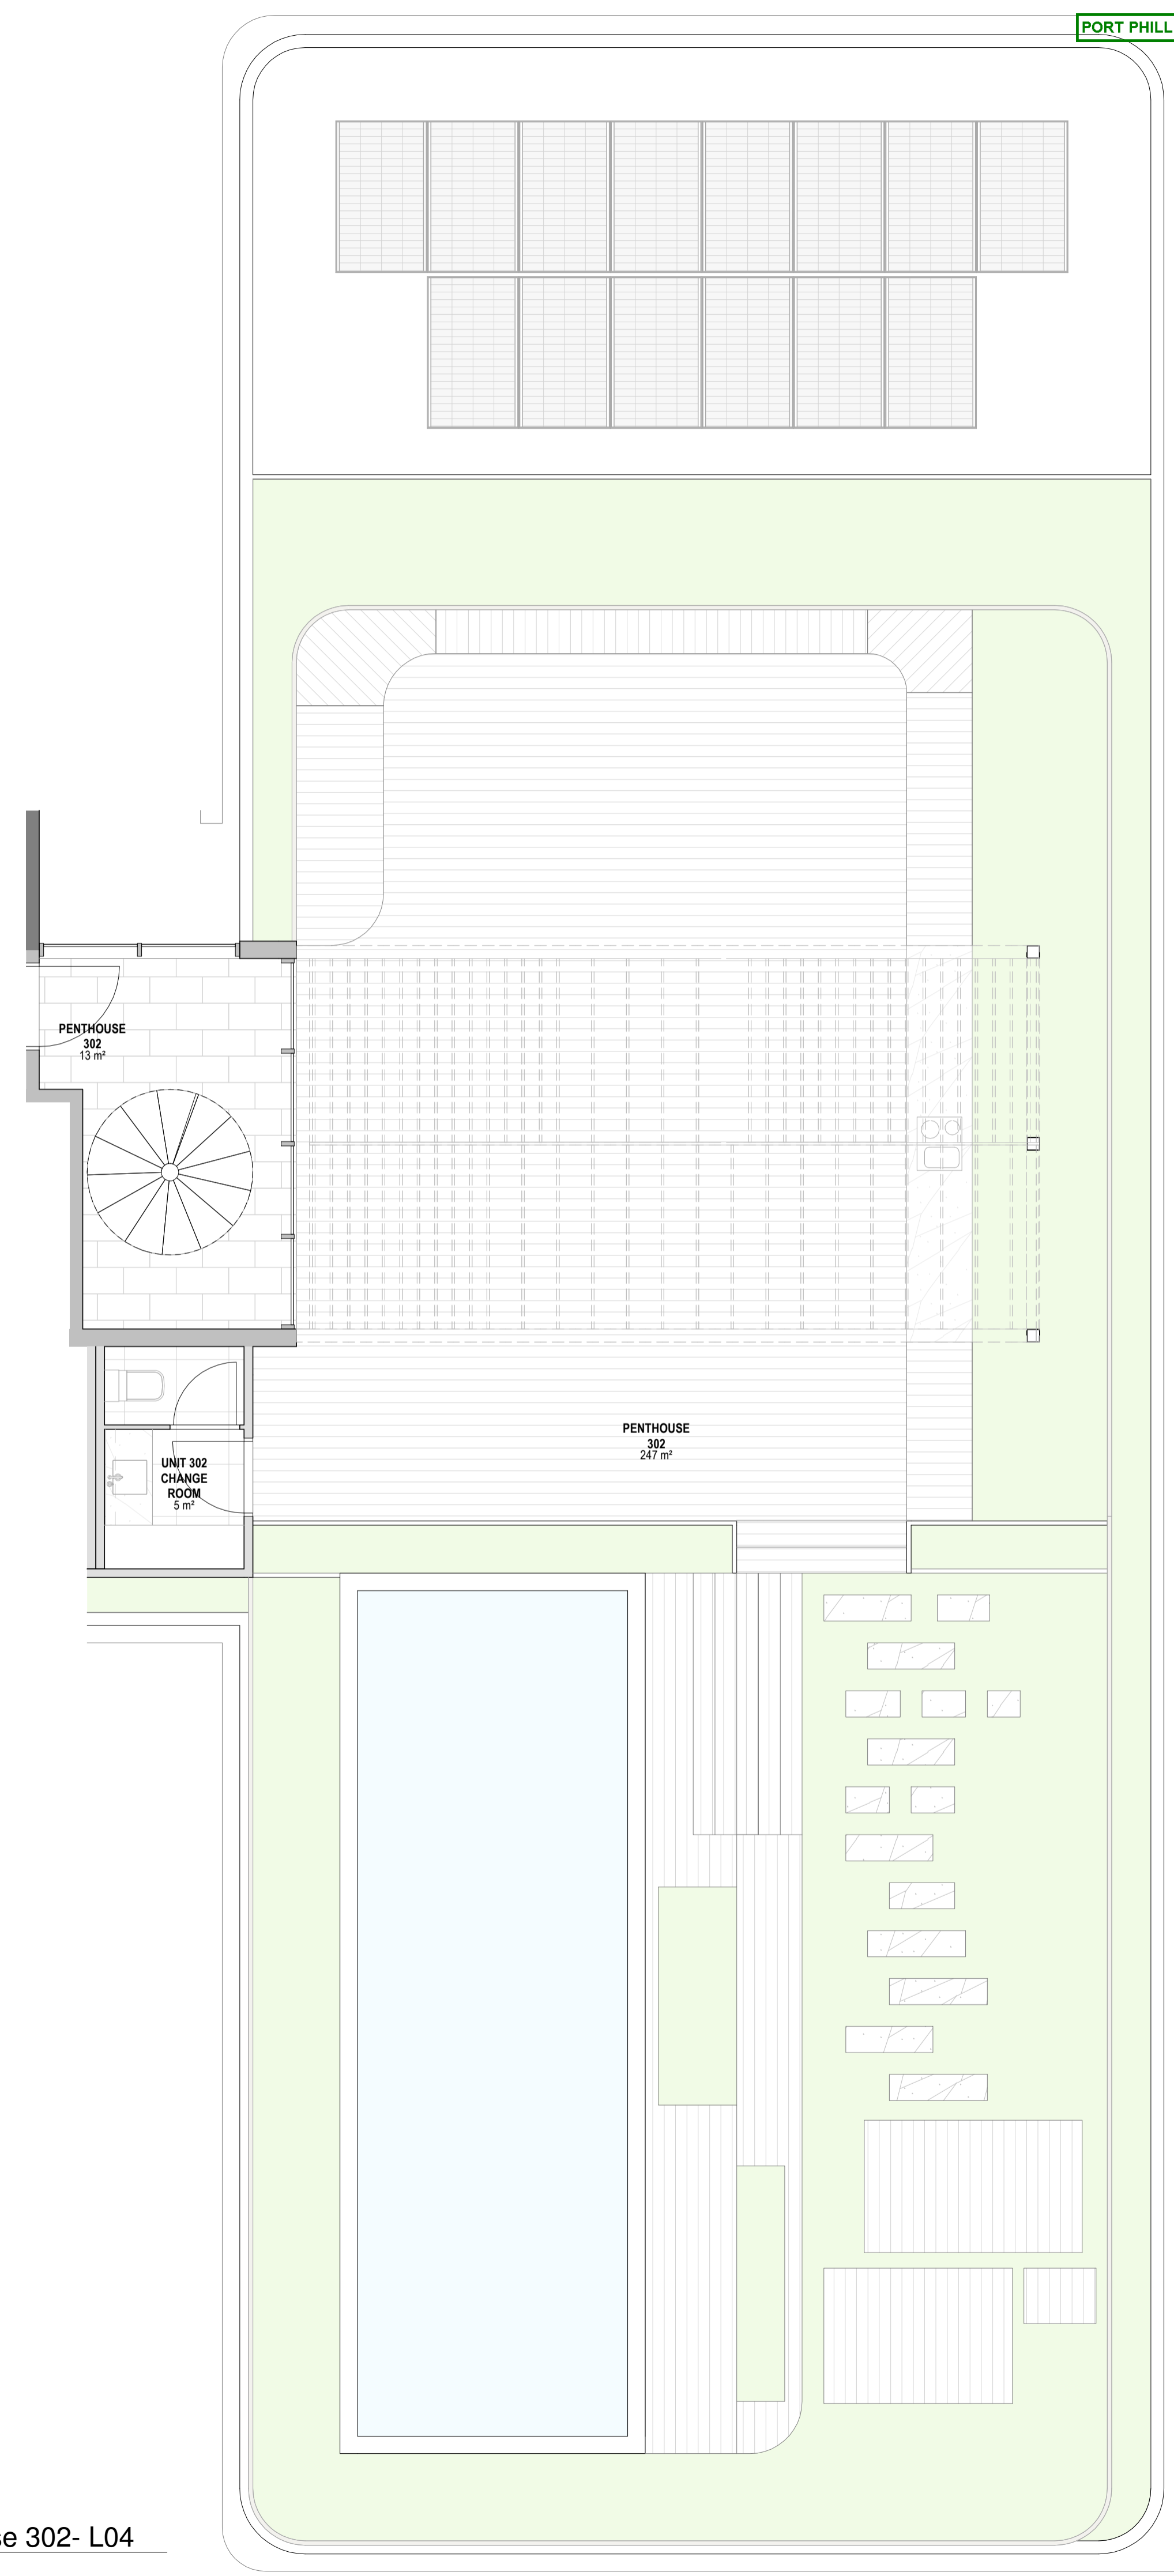 PORT PHILL
PENTHOUSE
302
13 m²
PENTHOUSE
302
247 m²
UNIT 302
CHANGE
ROOM
5 m²
se 302- L04